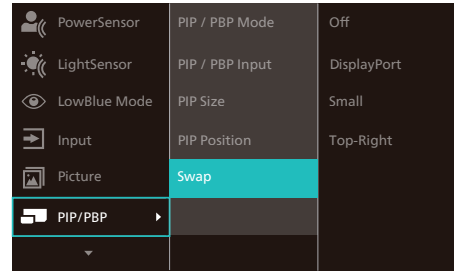 PowerSensor PIP / PBP Mode Off
LightSensor PIP / PBP Input DisplayPort
LowBlue Mode PIP Size Small
Input PIP Position Top-Right
Picture Swap
PIP/PBP